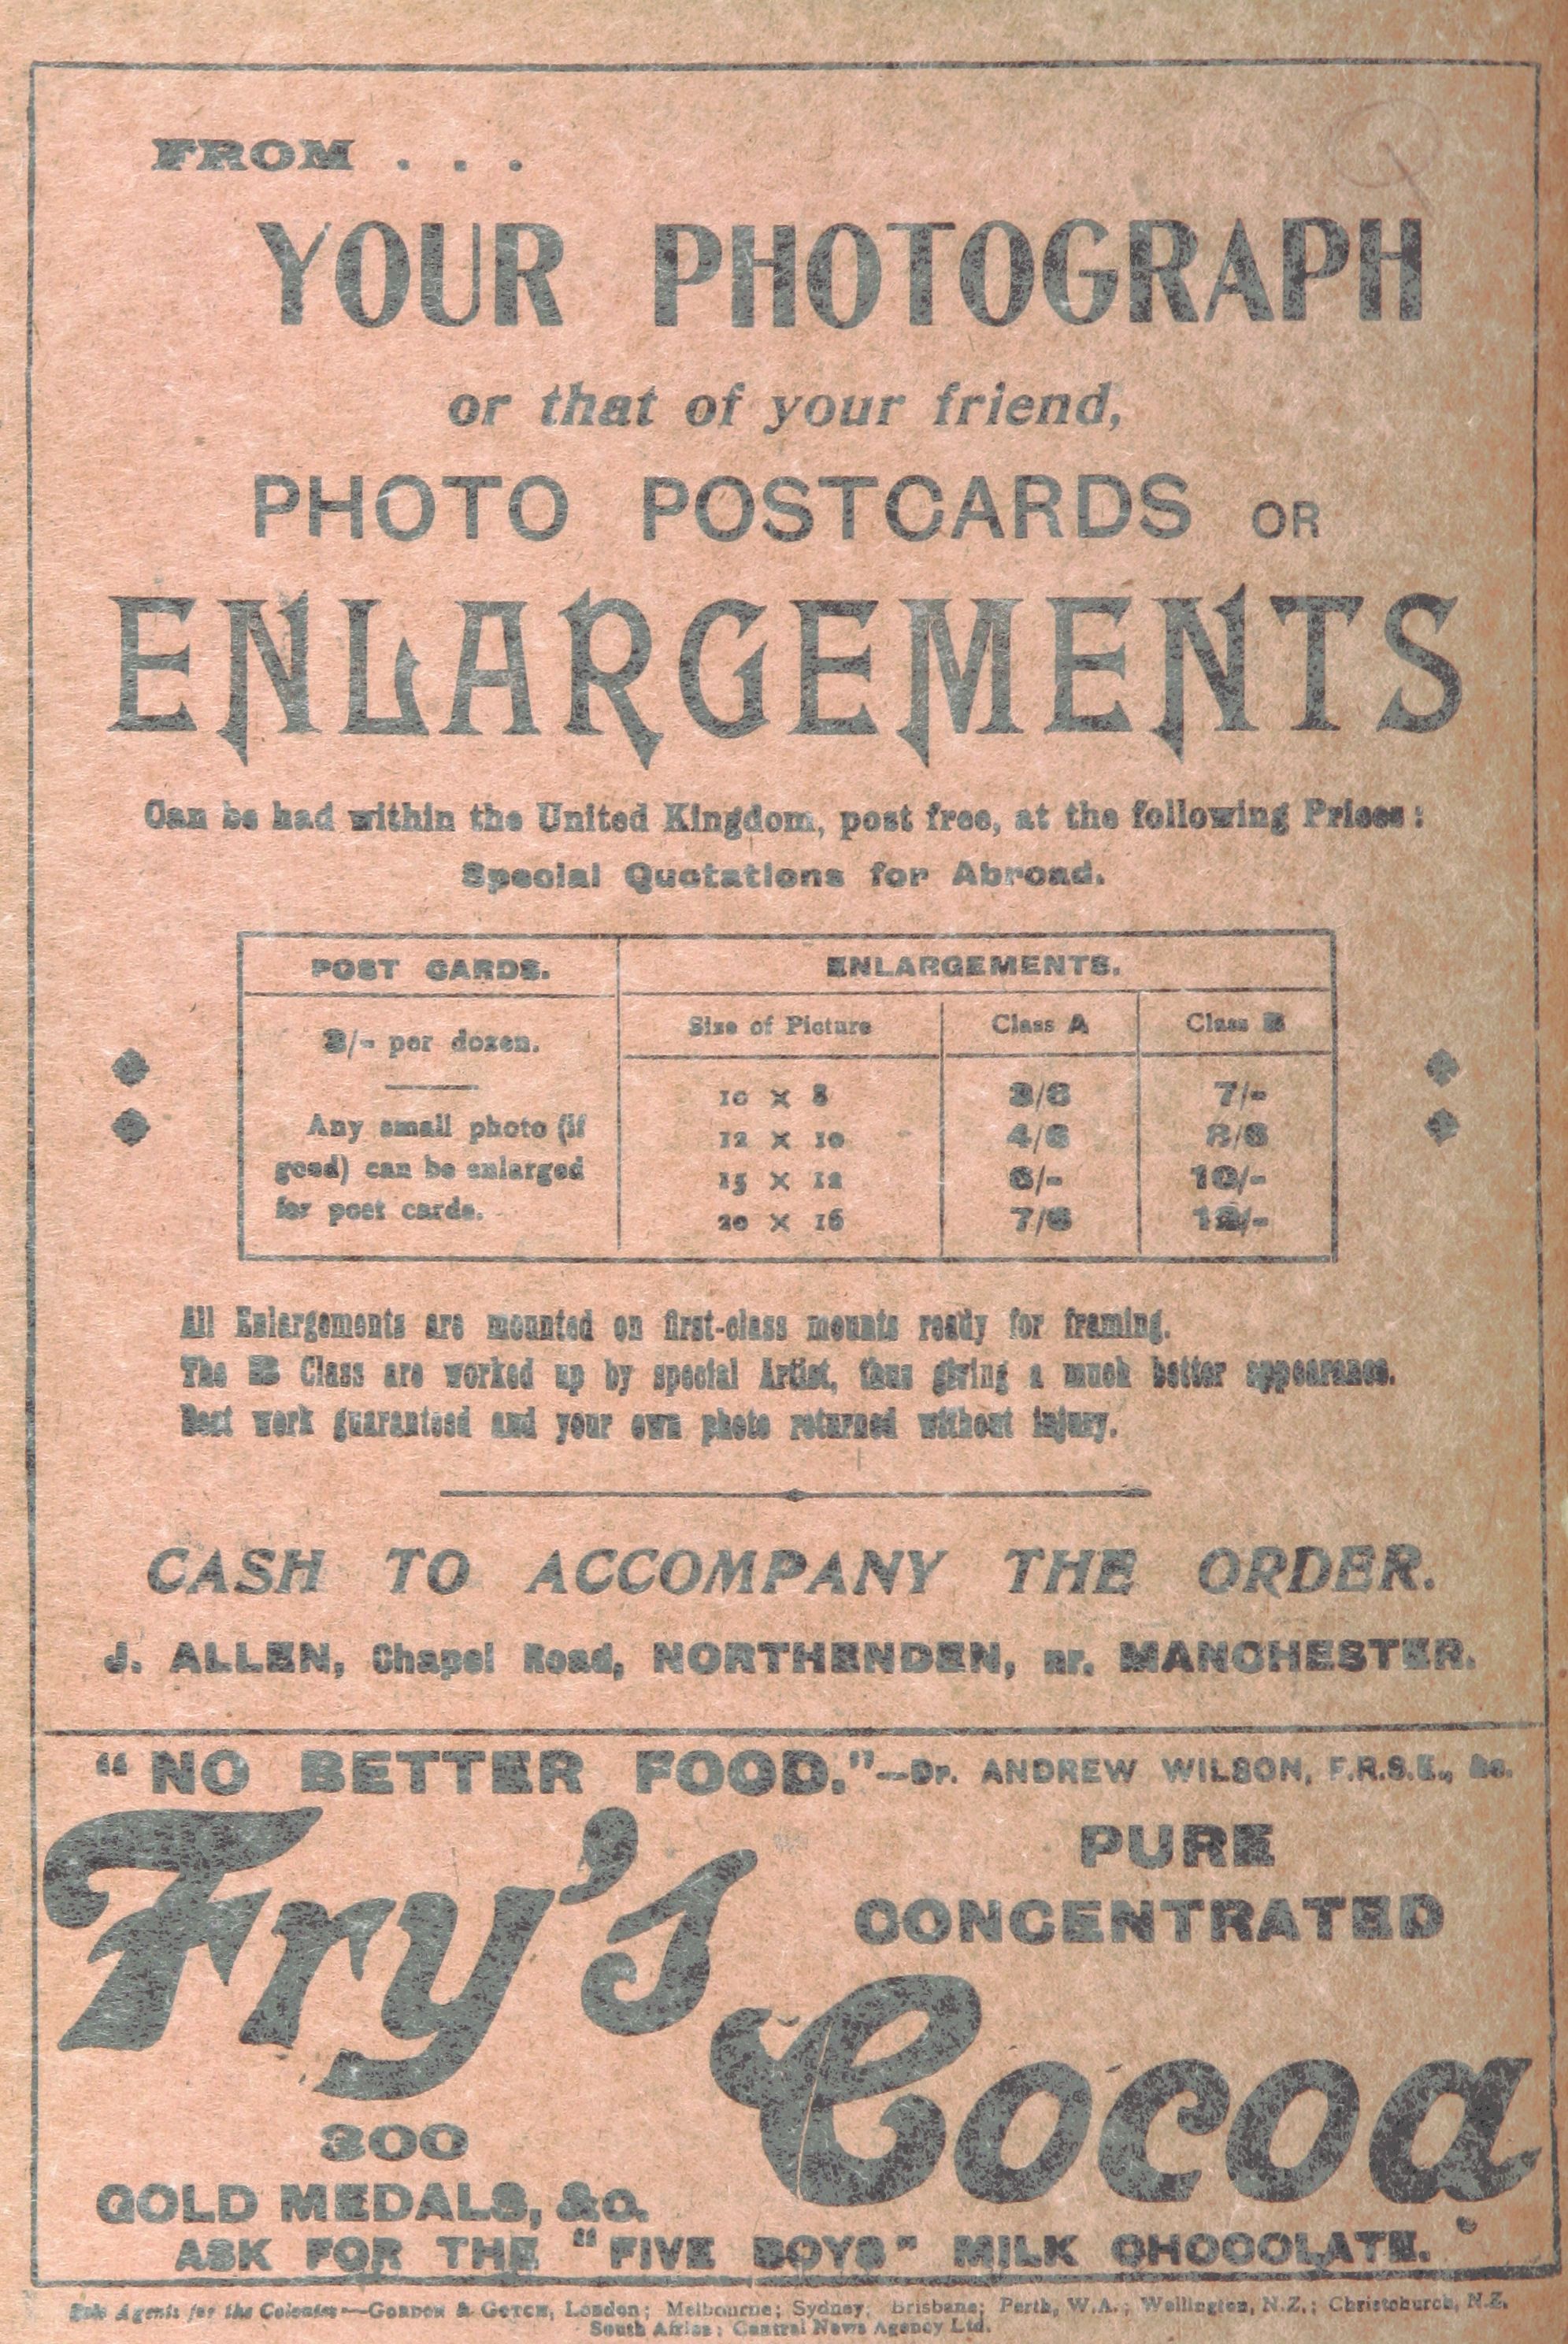 FROM . . .
YOUR PHOTOGRAPH
or that of your friend,
PHOTO POSTCARDS OR
ENLARGEMENTS
Can be had within the United Kingdom, post free, at the following Prices:
Special Quotations for Abroad.
POST CARDS.
per dozen.
Any small photo (if
good) can be enlarged
for post cards.
ENLARGEMENTS.
Size of Picture Class A Class B
10 × 8 3/6 7/-
12 × 10 4/6 8/6
15 × 12 6/- 10/-
20 × 16 7/6
All Enlargements are mounted on first-class mounts ready for framing.
The B Class are worked up by special Artist, thus giving a much better appearance.
Best work guaranteed and your own photo returned without injury.
CASH TO ACCOMPANY THE ORDER.
J. ALLEN, Chapel Road, NORTHENDEN, nr. MANCHESTER.
"NO BETTER FOOD."—Dr. ANDREW WILSON, F.R.S.E., &c.
Fry's
PURE
CONCENTRATED
Cocoa
300
GOLD MEDALS, &c.
ASK FOR THE "FIVE BOYS" MILK CHOCOLATE.
Sole Agents for the Colonies—GORDON & GOTCH, London; Melbourne; Sydney; Brisbane; Perth, W.A.; Wellington, N.Z.; Christchurch, N.Z.
South Africa: Central News Agency Ltd.